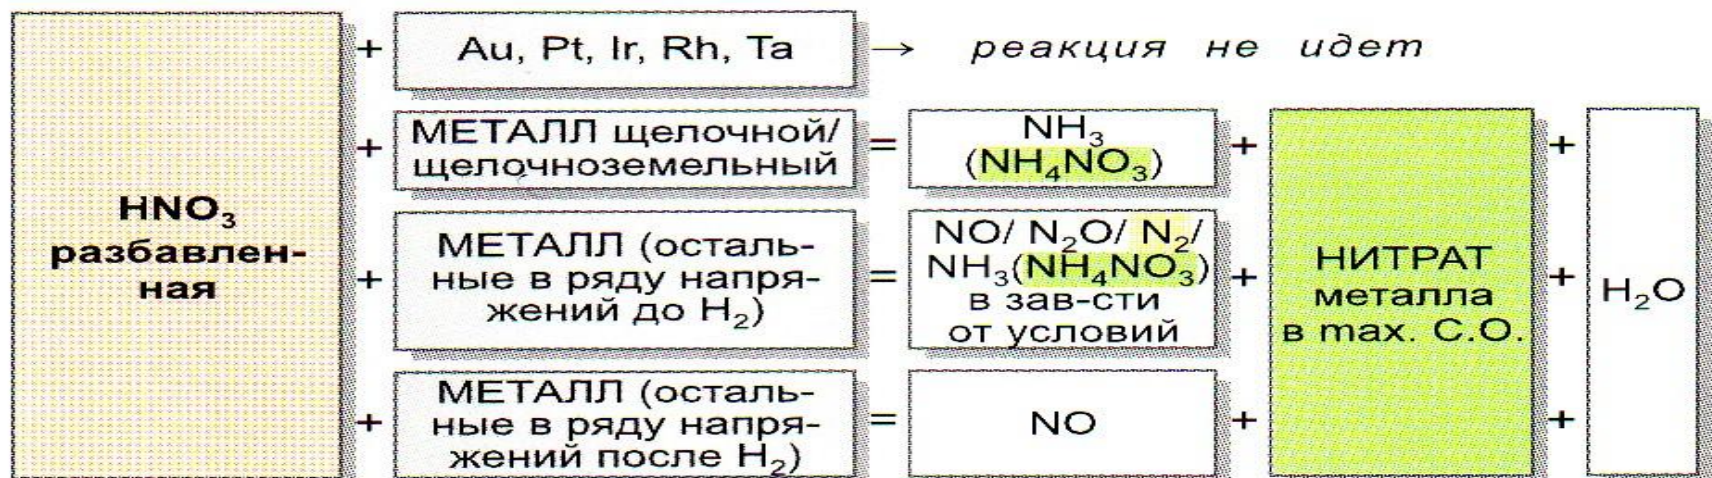 HNO₃
разбавлен-
ная
+ Au, Pt, Ir, Rh, Ta → реакция не идет
+ МЕТАЛЛ щелочной/
щелочноземельный
=
NH₃
(NH₄NO₃)
+
+
+ МЕТАЛЛ (осталь-
ные в ряду напря-
жений до H₂)
=
NO/ N₂O/ N₂/
NH₃(NH₄NO₃)
в зав-сти
от условий
+
НИТРАТ
металла
в max. С.О.
+
H₂O
+ МЕТАЛЛ (осталь-
ные в ряду напря-
жений после H₂)
=
NO
+
+